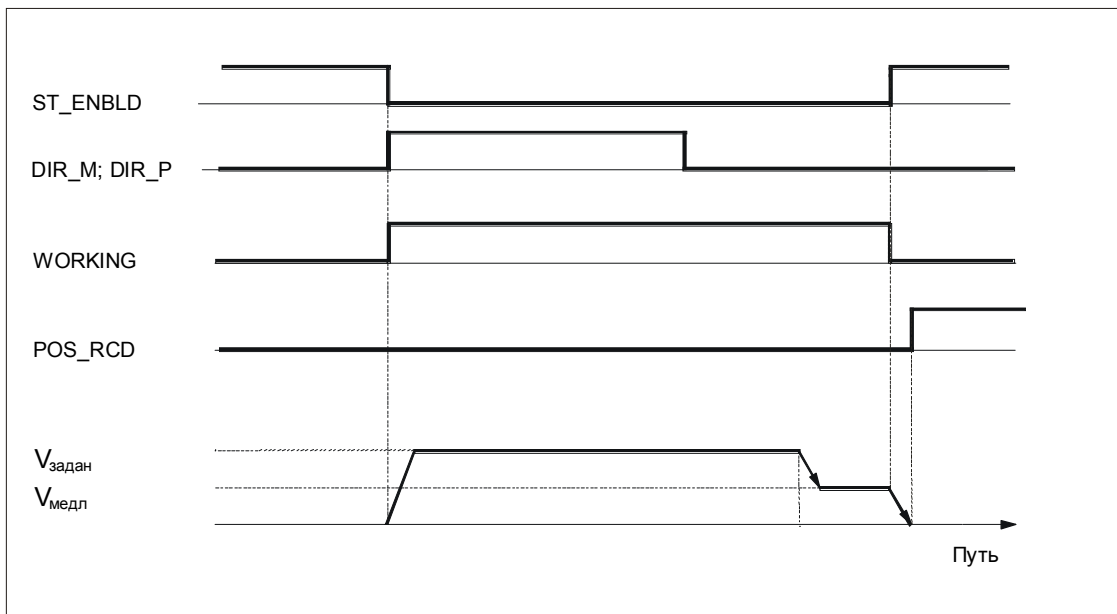 ST_ENBLD
DIR_M; DIR_P
WORKING
POS_RCD
Vзадан
Vмедл
Путь